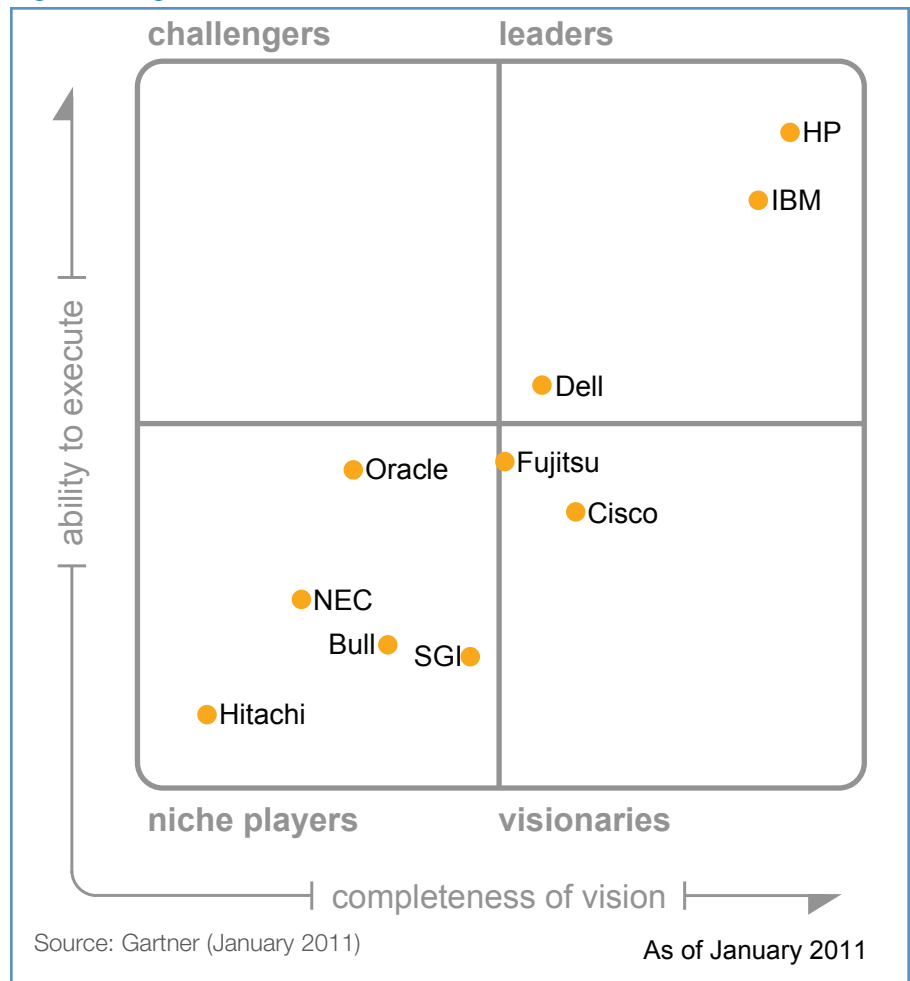 challengers
leaders
HP
IBM
Dell
Oracle
Fujitsu
Cisco
NEC
Bull
SGI
Hitachi
niche players
visionaries
ability to execute
completeness of vision
Source: Gartner (January 2011)
As of January 2011